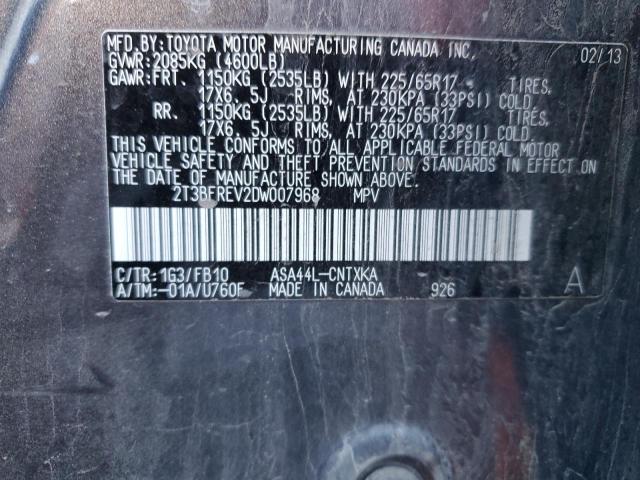 MFD.BY:TOYOTA MOTOR MANUFACTURING CANADA INC. 02/13
GVWR:2085KG (4600LB)
GAWR:FRT. 1150KG (2535LB) WITH 225/65R17 - TIRES,
17X6.5J RIMS, AT 230KPA (33PSI) COLD
RR. 1150KG (2535LB) WITH 225/65R17 TIRES,
17X6.5J RIMS, AT 230KPA (33PSI) COLD
THIS VEHICLE CONFORMS TO ALL APPLICABLE FEDERAL MOTOR
VEHICLE SAFETY AND THEFT PREVENTION STANDARDS IN EFFECT ON
THE DATE OF MANUFACTURE SHOWN ABOVE.
2T3BFREV2DW007968 MPV
C/TR: 1G3/FB10 ASA44L-CNTXKA A
A/TM:-01A/U760F MADE IN CANADA 926